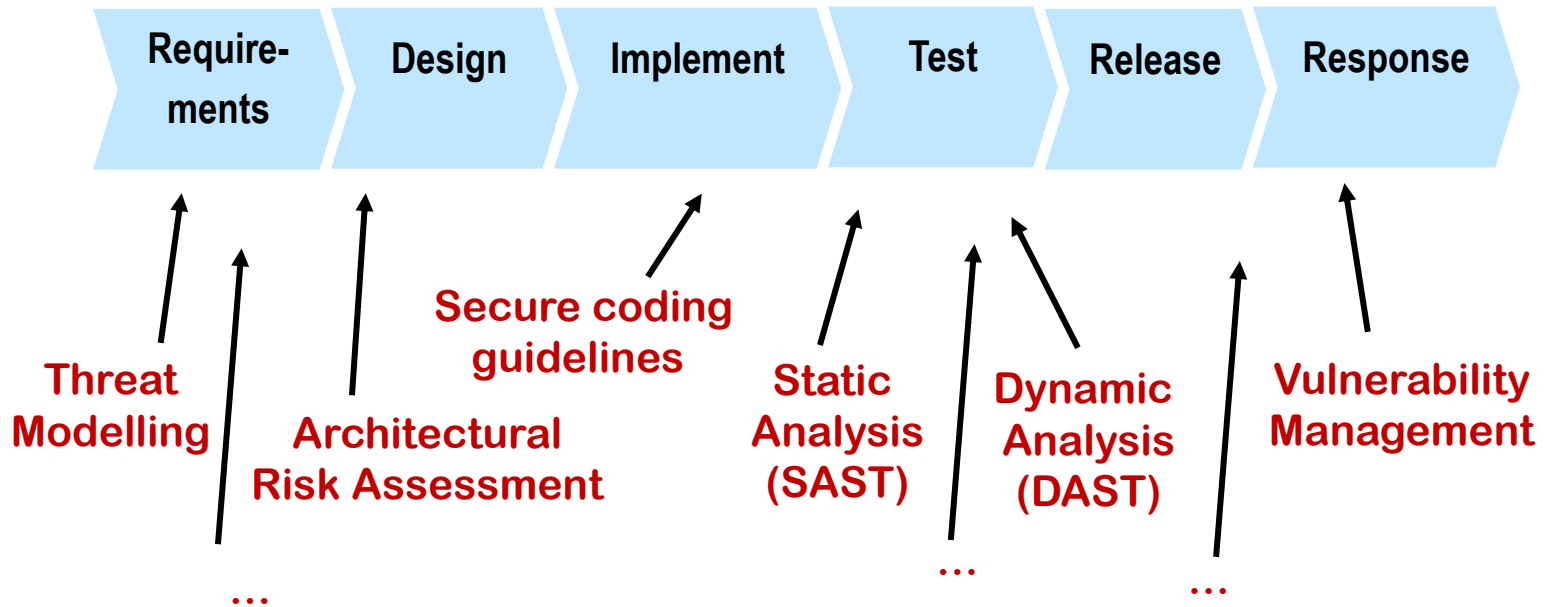 Require-
ments
Design
Implement
Test
Release
Response
Threat
Modelling
...
Architectural
Risk Assessment
Secure coding
guidelines
Static
Analysis
(SAST)
...
Dynamic
Analysis
(DAST)
...
Vulnerability
Management